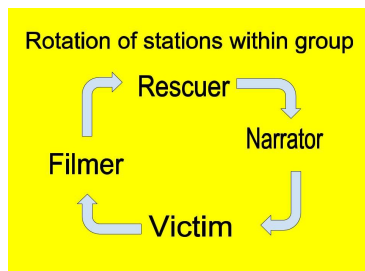 Rotation of stations within group
Rescuer
Narrator
Filmer
Victim